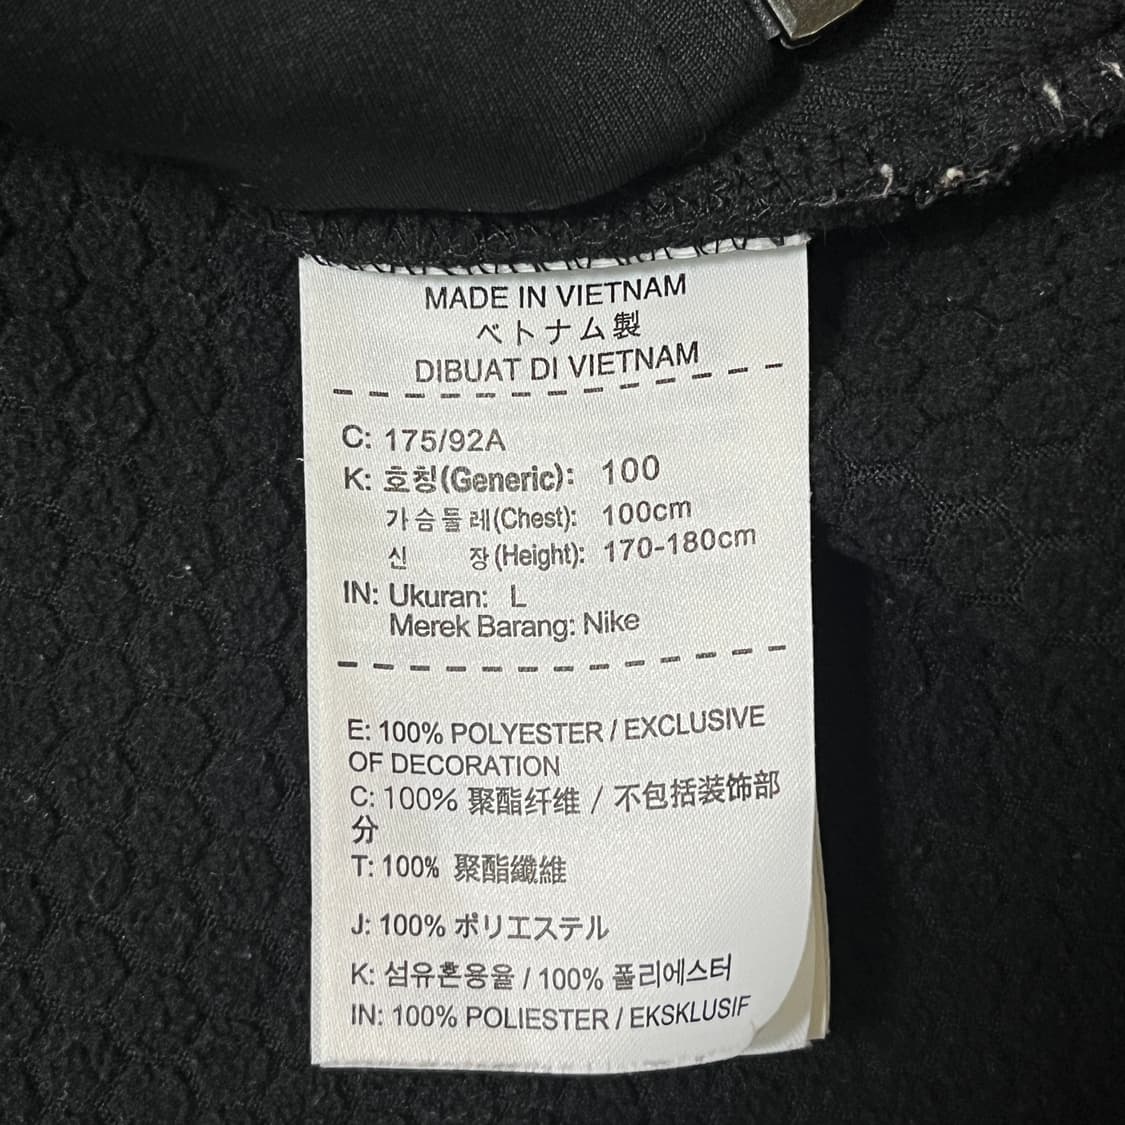 MADE IN VIETNAM
ベトナム製
DIBUAT DI VIETNAM
C: 175/92A
K: 호칭(Generic): 100
가슴둘레(Chest): 100cm
신 장(Height): 170-180cm
IN: Ukuran: L
Merek Barang: Nike
E: 100% POLYESTER / EXCLUSIVE
OF DECORATION
C: 100% 聚酯纤维 / 不包括装饰部
分
T: 100% 聚酯纖維
J: 100% ポリエステル
K: 섬유혼용율 / 100% 폴리에스터
IN: 100% POLIESTER / EKSKLUSIF